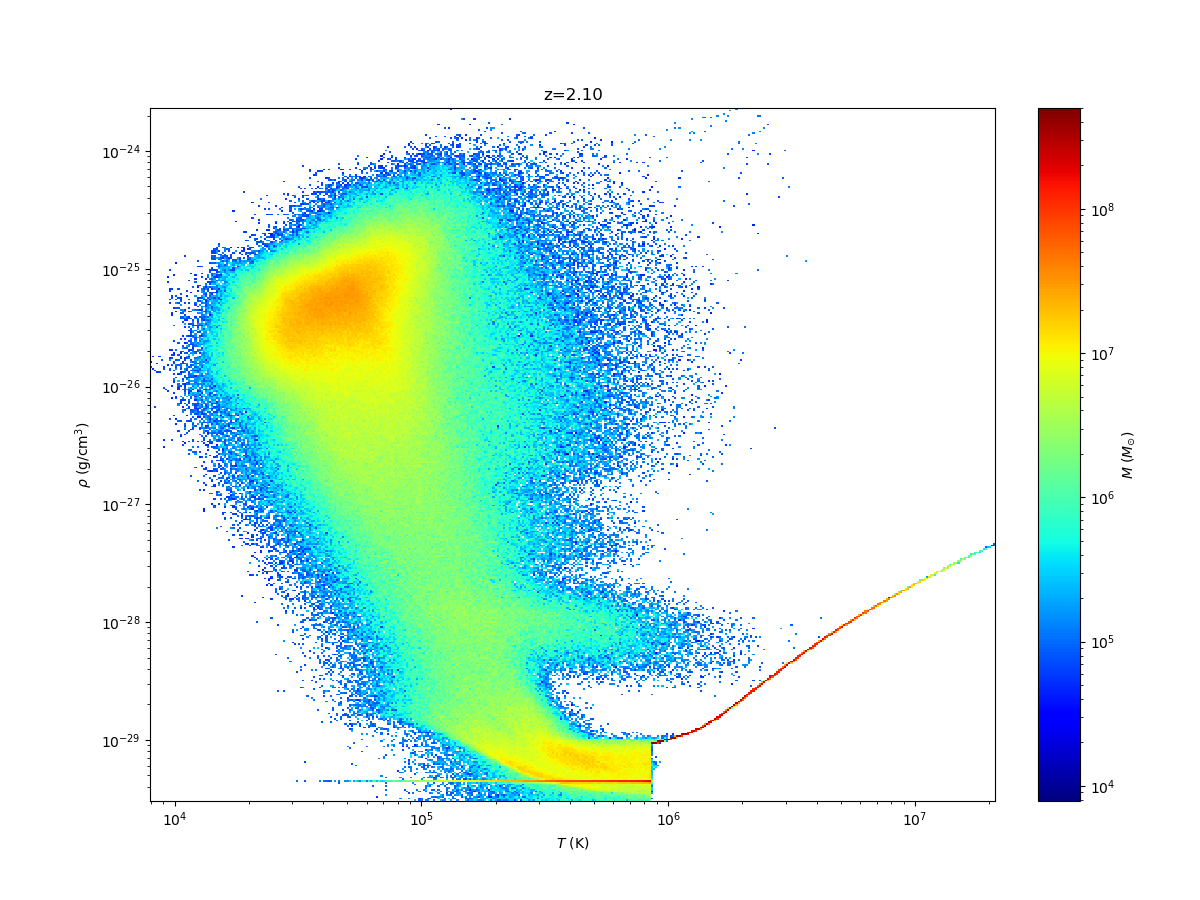 z=2.10
10⁻²⁴
10⁻²⁵
10⁻²⁶
10⁻²⁷
10⁻²⁸
10⁻²⁹
ρ (g/cm³)
10⁴ 10⁵ 10⁶ 10⁷
T (K)
10⁸
10⁷
10⁶
10⁵
10⁴
M (M☉)